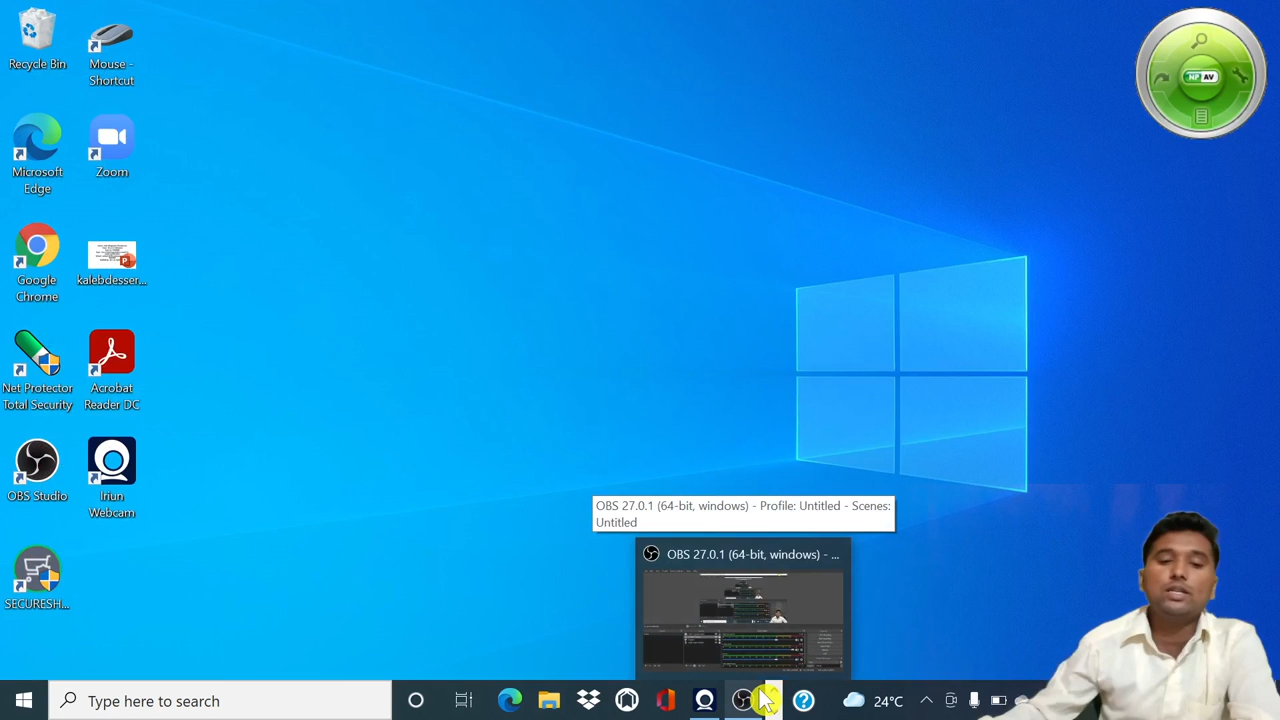 Recycle Bin
Mouse -
Shortcut
Microsoft
Edge
Zoom
Google
Chrome
kalebdesser...
Net Protector
Total Security
Acrobat
Reader DC
OBS Studio
Iriun
Webcam
SECURESH...
NP AV
OBS 27.0.1 (64-bit, windows) - Profile: Untitled - Scenes:
Untitled
OBS 27.0.1 (64-bit, windows) - ...
Type here to search
24°C